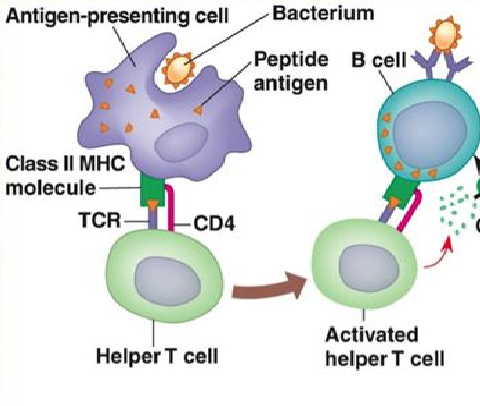 Antigen-presenting cell
Bacterium
Peptide
antigen
B cell
Class II MHC
molecule
TCR
CD4
Helper T cell
Activated
helper T cell